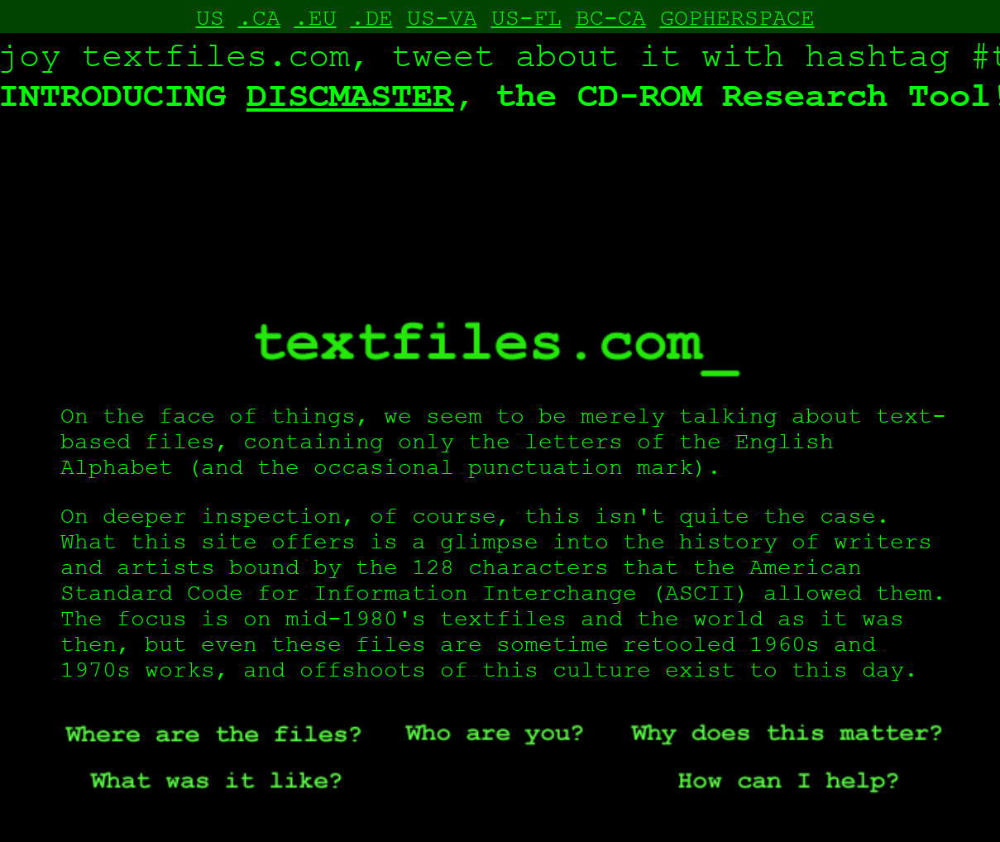 US .CA .EU .DE US-VA US-FL BC-CA GOPHERSPACE
joy textfiles.com, tweet about it with hashtag #t
INTRODUCING DISCMASTER, the CD-ROM Research Tool!
textfiles.com_
On the face of things, we seem to be merely talking about text-
based files, containing only the letters of the English
Alphabet (and the occasional punctuation mark).
On deeper inspection, of course, this isn't quite the case.
What this site offers is a glimpse into the history of writers
and artists bound by the 128 characters that the American
Standard Code for Information Interchange (ASCII) allowed them.
The focus is on mid-1980's textfiles and the world as it was
then, but even these files are sometime retooled 1960s and
1970s works, and offshoots of this culture exist to this day.
Where are the files? Who are you? Why does this matter?
What was it like? How can I help?